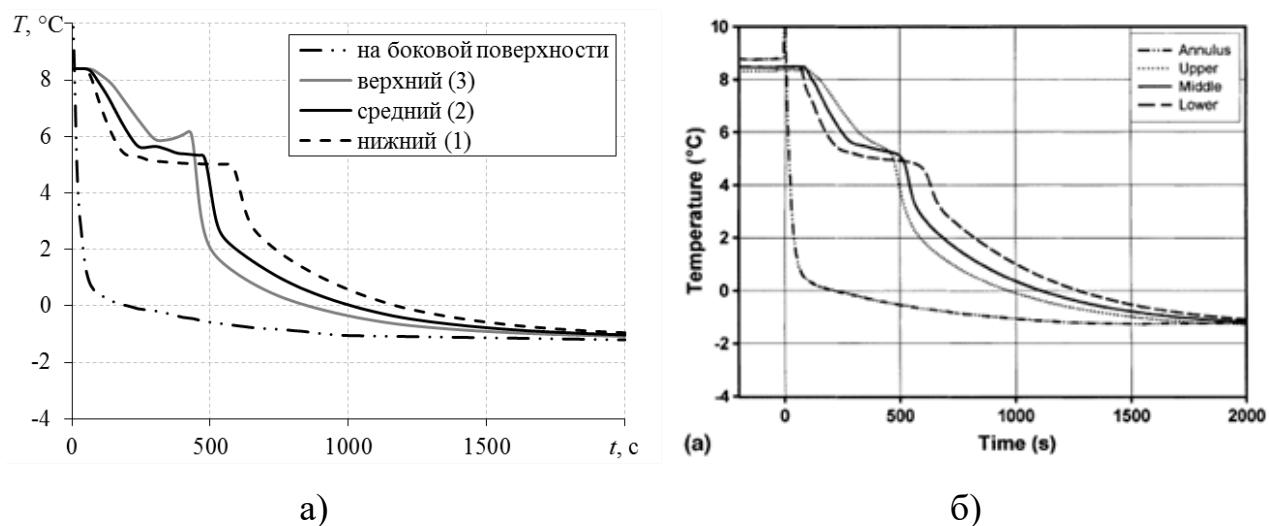 T, °C
8
6
4
2
0
-2
-4
0
500
1000
1500
t, с
на боковой поверхности
верхний (3)
средний (2)
нижний (1)
а)
Temperature (°C)
10
8
6
4
2
0
-2
-4
0
500
1000
1500
2000
Annulus
Upper
Middle
Lower
(a)
Time (s)
б)